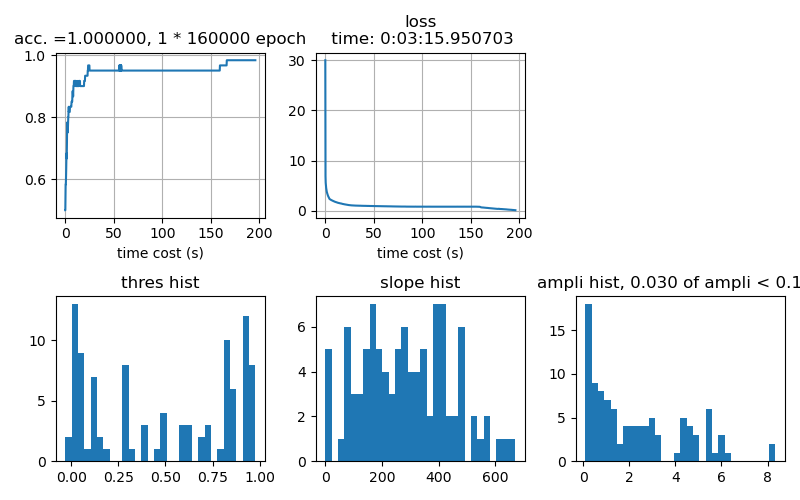 acc. =1.000000, 1 * 160000 epoch
loss
time: 0:03:15.950703
1.0
0.8
0.6
0 50 100 150 200
time cost (s)
30
20
10
0
0 50 100 150 200
time cost (s)
thres hist
10
5
0
0.00 0.25 0.50 0.75 1.00
slope hist
6
4
2
0
0 200 400 600
ampli hist, 0.030 of ampli < 0.1
15
10
5
0
0 2 4 6 8